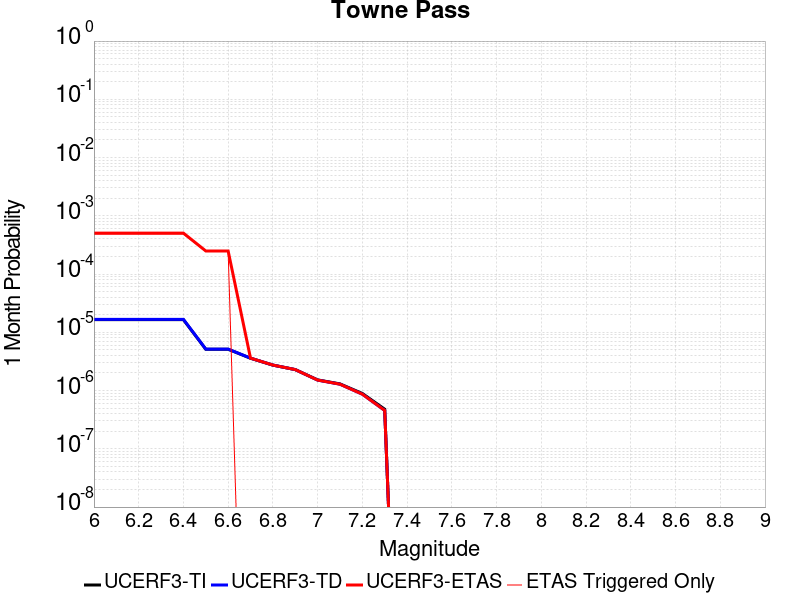 Towne Pass
10^0
10^-1
10^-2
10^-3
10^-4
10^-5
10^-6
10^-7
10^-8
1 Month Probability
6 6.2 6.4 6.6 6.8 7 7.2 7.4 7.6 7.8 8 8.2 8.4 8.6 8.8 9
Magnitude
UCERF3-TI UCERF3-TD UCERF3-ETAS ETAS Triggered Only